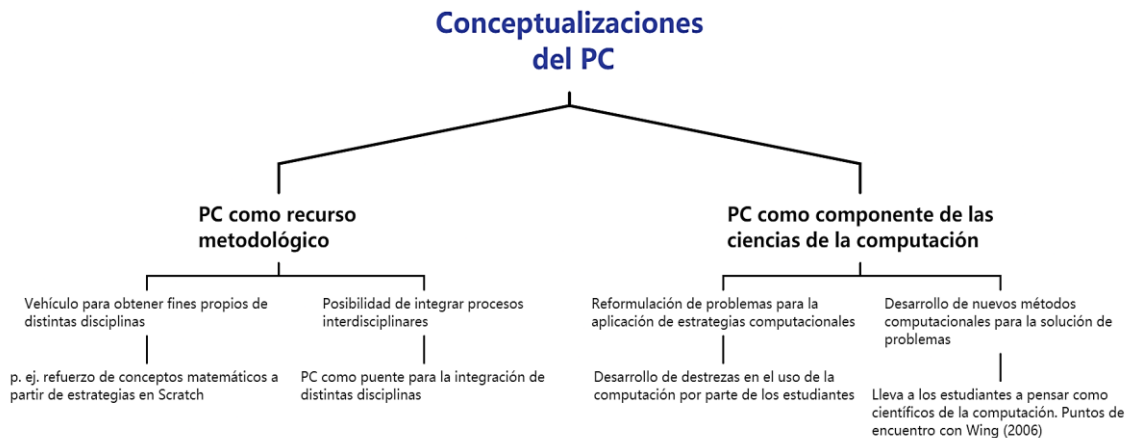 Conceptualizaciones
del PC
PC como recurso
metodológico
PC como componente de las
ciencias de la computación
Vehículo para obtener fines propios de
distintas disciplinas
Posibilidad de integrar procesos
interdisciplinares
Reformulación de problemas para la
aplicación de estrategias computacionales
Desarrollo de nuevos métodos
computacionales para la solución de
problemas
p. ej. refuerzo de conceptos matemáticos a
partir de estrategias en Scratch
PC como puente para la integración de
distintas disciplinas
Desarrollo de destrezas en el uso de la
computación por parte de los estudiantes
Lleva a los estudiantes a pensar como
científicos de la computación. Puntos de
encuentro con Wing (2006)